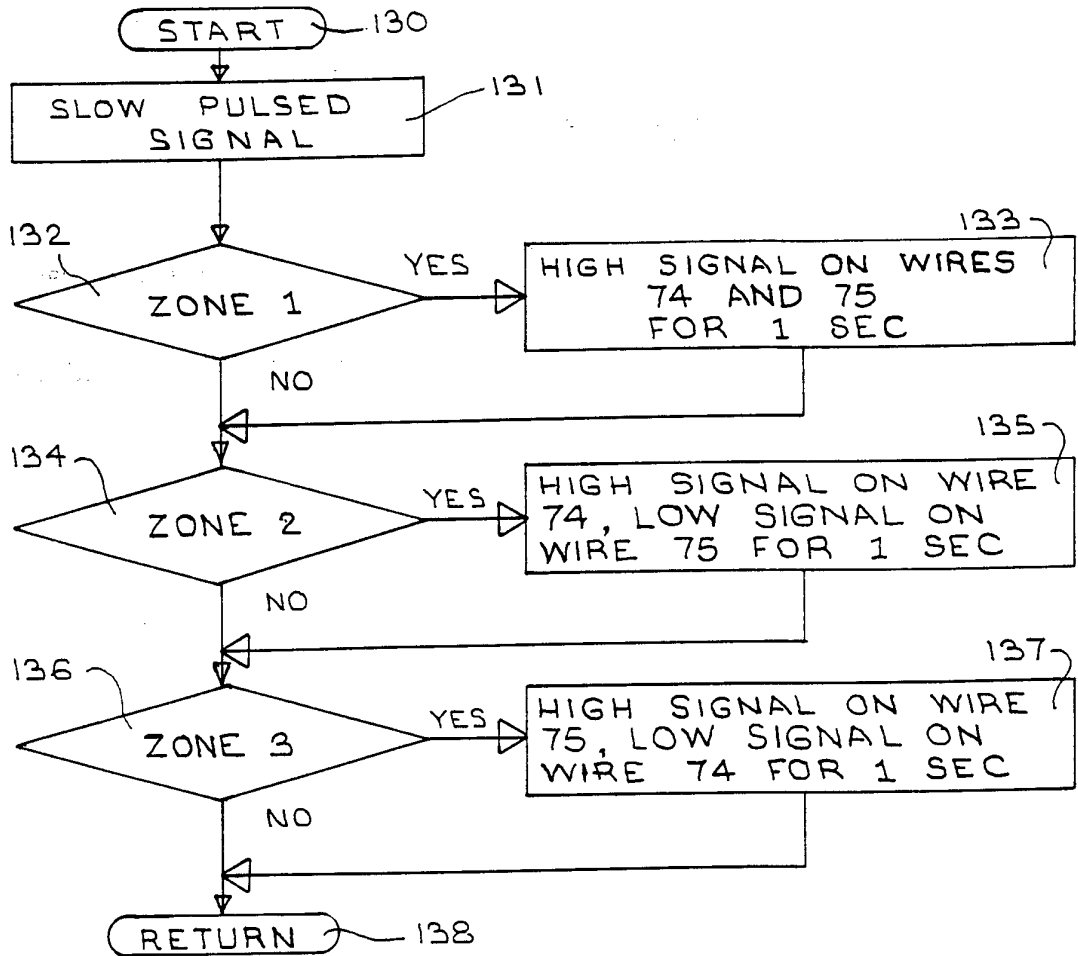 START
130
SLOW PULSED
SIGNAL
131
132
ZONE 1
YES
NO
133
HIGH SIGNAL ON WIRES
74 AND 75
FOR 1 SEC
134
ZONE 2
YES
NO
135
HIGH SIGNAL ON WIRE
74, LOW SIGNAL ON
WIRE 75 FOR 1 SEC
136
ZONE 3
YES
NO
137
HIGH SIGNAL ON WIRE
75, LOW SIGNAL ON
WIRE 74 FOR 1 SEC
RETURN
138